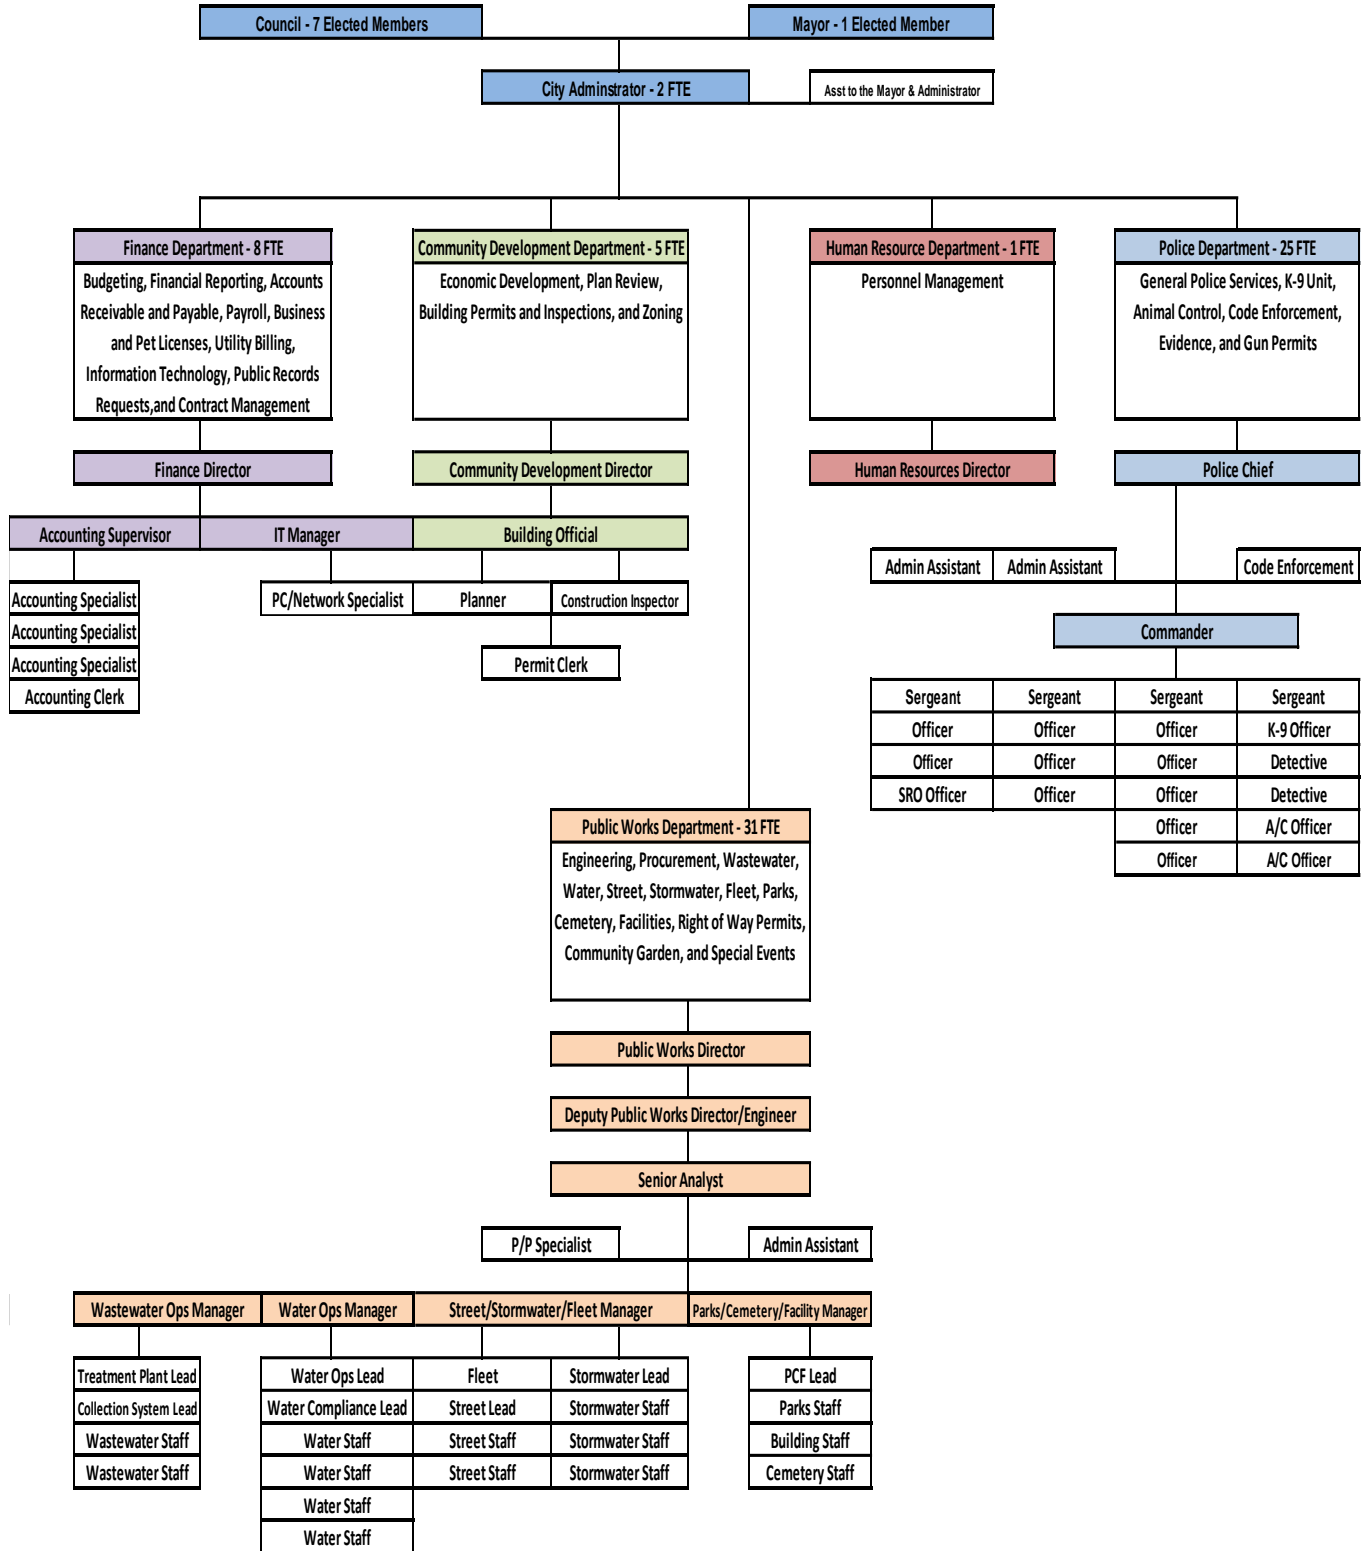 Council - 7 Elected Members
Mayor - 1 Elected Member
City Adminstrator - 2 FTE
Asst to the Mayor & Administrator
Finance Department - 8 FTE
Budgeting, Financial Reporting, Accounts
Receivable and Payable, Payroll, Business
and Pet Licenses, Utility Billing,
Information Technology, Public Records
Requests,and Contract Management
Community Development Department - 5 FTE
Economic Development, Plan Review,
Building Permits and Inspections, and Zoning
Human Resource Department - 1 FTE
Personnel Management
Police Department - 25 FTE
General Police Services, K-9 Unit,
Animal Control, Code Enforcement,
Evidence, and Gun Permits
Finance Director
Community Development Director
Human Resources Director
Police Chief
Accounting Supervisor
IT Manager
Building Official
Admin Assistant
Admin Assistant
Code Enforcement
Accounting Specialist
Accounting Specialist
Accounting Specialist
Accounting Clerk
PC/Network Specialist
Planner
Construction Inspector
Permit Clerk
Commander
Sergeant
Sergeant
Sergeant
Sergeant
Officer
Officer
Officer
K-9 Officer
Officer
Officer
Officer
Detective
SRO Officer
Officer
Officer
Detective
Officer
A/C Officer
Officer
A/C Officer
Public Works Department - 31 FTE
Engineering, Procurement, Wastewater,
Water, Street, Stormwater, Fleet, Parks,
Cemetery, Facilities, Right of Way Permits,
Community Garden, and Special Events
Public Works Director
Deputy Public Works Director/Engineer
Senior Analyst
P/P Specialist
Admin Assistant
Wastewater Ops Manager
Water Ops Manager
Street/Stormwater/Fleet Manager
Parks/Cemetery/Facility Manager
Treatment Plant Lead
Collection System Lead
Wastewater Staff
Wastewater Staff
Water Ops Lead
Water Compliance Lead
Water Staff
Water Staff
Water Staff
Water Staff
Fleet
Street Lead
Street Staff
Street Staff
Stormwater Lead
Stormwater Staff
Stormwater Staff
Stormwater Staff
PCF Lead
Parks Staff
Building Staff
Cemetery Staff